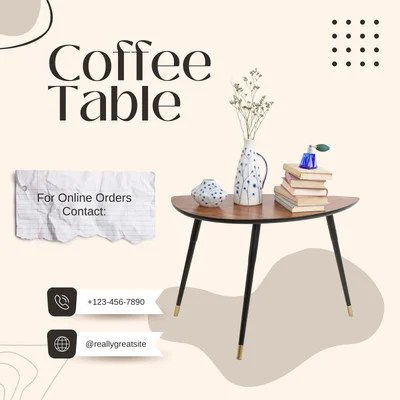 Coffee
Table
For Online Orders
Contact:
+123-456-7890
@reallygreatsite